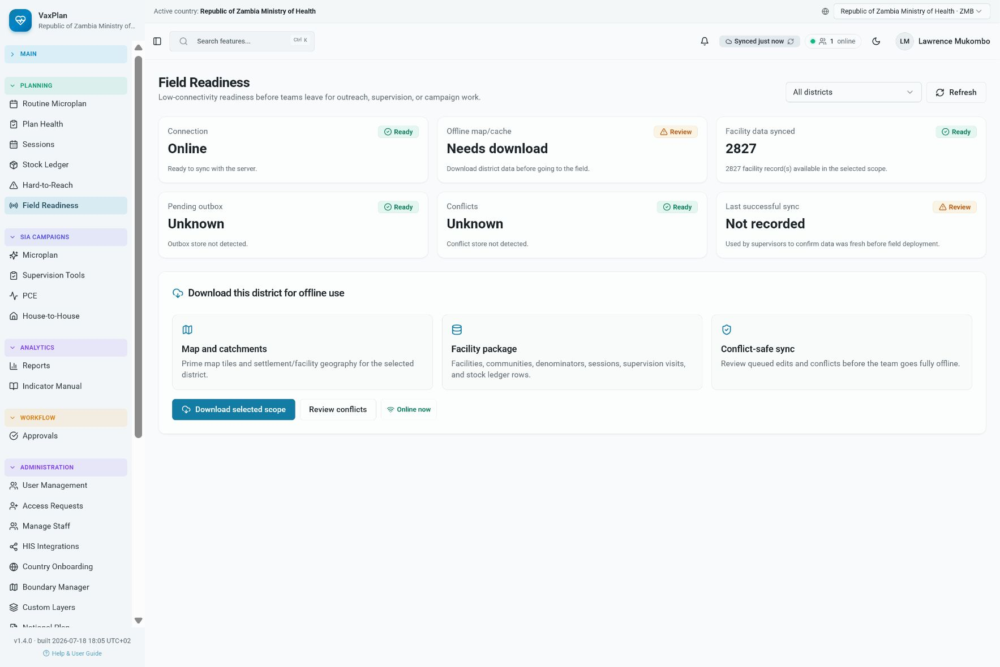 VaxPlan
Republic of Zambia Ministry of...
MAIN
PLANNING
Routine Microplan
Plan Health
Sessions
Stock Ledger
Hard-to-Reach
Field Readiness
SIA CAMPAIGNS
Microplan
Supervision Tools
PCE
House-to-House
ANALYTICS
Reports
Indicator Manual
WORKFLOW
Approvals
ADMINISTRATION
User Management
Access Requests
Manage Staff
HIS Integrations
Country Onboarding
Boundary Manager
Custom Layers
National Plan
v1.4.0 · built 2026-07-18 18:05 UTC+02
Help & User Guide
Active country: Republic of Zambia Ministry of Health
Republic of Zambia Ministry of Health · ZMB
Search features... Ctrl K
Synced just now
1 online
LM Lawrence Mukombo
Field Readiness
Low-connectivity readiness before teams leave for outreach, supervision, or campaign work.
All districts
Refresh
Connection Ready
Online
Ready to sync with the server.
Offline map/cache Review
Needs download
Download district data before going to the field.
Facility data synced Ready
2827
2827 facility record(s) available in the selected scope.
Pending outbox Ready
Unknown
Outbox store not detected.
Conflicts Ready
Unknown
Conflict store not detected.
Last successful sync Review
Not recorded
Used by supervisors to confirm data was fresh before field deployment.
Download this district for offline use
Map and catchments
Prime map tiles and settlement/facility geography for the selected
district.
Facility package
Facilities, communities, denominators, sessions, supervision visits,
and stock ledger rows.
Conflict-safe sync
Review queued edits and conflicts before the team goes fully offline.
Download selected scope
Review conflicts
Online now